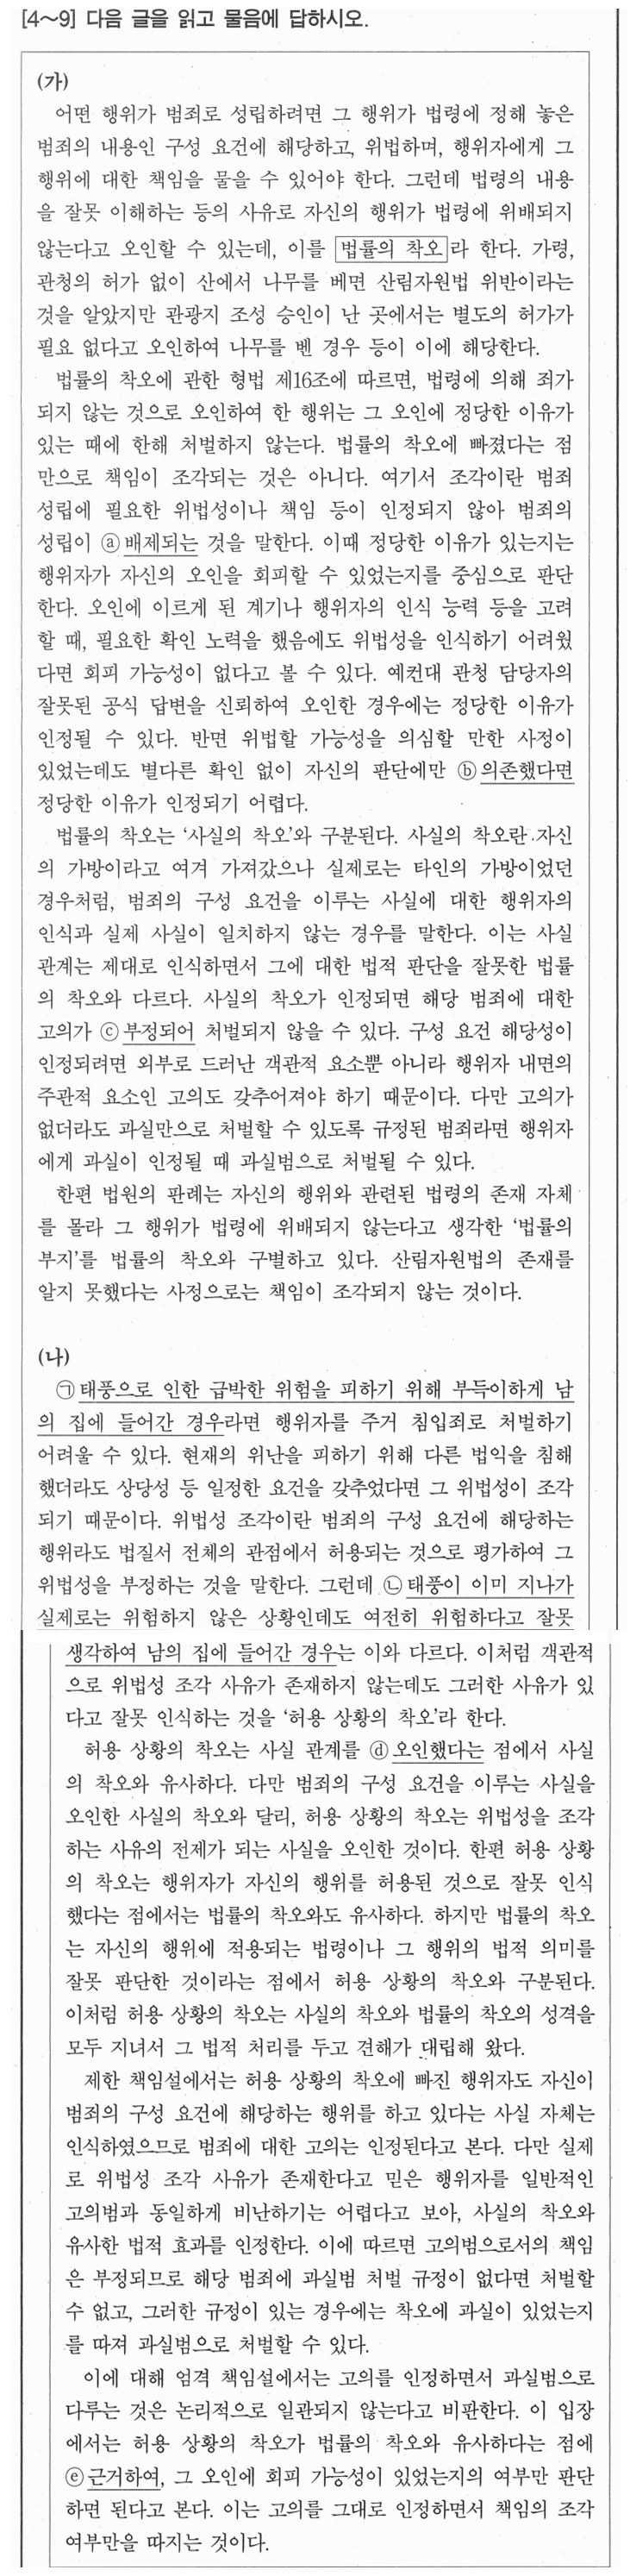 [4~9] 다음 글을 읽고 물음에 답하시오.
(가)
어떤 행위가 범죄로 성립하려면 그 행위가 법령에 정해 놓은
범죄의 내용인 구성 요건에 해당하고, 위법하며, 행위자에게 그
행위에 대한 책임을 물을 수 있어야 한다. 그런데 법령의 내용
을 잘못 이해하는 등의 사유로 자신의 행위가 법령에 위배되지
않는다고 오인할 수 있는데, 이를 법률의 착오라 한다. 가령,
관청의 허가 없이 산에서 나무를 베면 산림자원법 위반이라는
것을 알았지만 관광지 조성 승인이 난 곳에서는 별도의 허가가
필요 없다고 오인하여 나무를 벤 경우 등이 이에 해당한다.
법률의 착오에 관한 형법 제16조에 따르면, 법령에 의해 죄가
되지 않는 것으로 오인하여 한 행위는 그 오인에 정당한 이유가
있는 때에 한해 처벌하지 않는다. 법률의 착오에 빠졌다는 점
만으로 책임이 조각되는 것은 아니다. 여기서 조각이란 범죄
성립에 필요한 위법성이나 책임 등이 인정되지 않아 범죄의
성립이 ⓐ배제되는 것을 말한다. 이때 정당한 이유가 있는지는
행위자가 자신의 오인을 회피할 수 있었는지를 중심으로 판단
한다. 오인에 이르게 된 계기나 행위자의 인식 능력 등을 고려
할 때, 필요한 확인 노력을 했음에도 위법성을 인식하기 어려웠
다면 회피 가능성이 없다고 볼 수 있다. 예컨대 관청 담당자의
잘못된 공식 답변을 신뢰하여 오인한 경우에는 정당한 이유가
인정될 수 있다. 반면 위법할 가능성을 의심할 만한 사정이
있었는데도 별다른 확인 없이 자신의 판단에만 ⓑ의존했다면
정당한 이유가 인정되기 어렵다.
법률의 착오는 '사실의 착오'와 구분된다. 사실의 착오란 자신
의 가방이라고 여겨 가져갔으나 실제로는 타인의 가방이었던
경우처럼, 범죄의 구성 요건을 이루는 사실에 대한 행위자의
인식과 실제 사실이 일치하지 않는 경우를 말한다. 이는 사실
관계는 제대로 인식하면서 그에 대한 법적 판단을 잘못한 법률
의 착오와 다르다. 사실의 착오가 인정되면 해당 범죄에 대한
고의가 ⓒ부정되어 처벌되지 않을 수 있다. 구성 요건 해당성이
인정되려면 외부로 드러난 객관적 요소뿐 아니라 행위자 내면의
주관적 요소인 고의도 갖추어져야 하기 때문이다. 다만 고의가
없더라도 과실만으로 처벌할 수 있도록 규정된 범죄라면 행위자
에게 과실이 인정될 때 과실범으로 처벌될 수 있다.
한편 법원의 판례는 자신의 행위와 관련된 법령의 존재 자체
를 몰라 그 행위가 법령에 위배되지 않는다고 생각한 '법률의
부지'를 법률의 착오와 구별하고 있다. 산림자원법의 존재를
알지 못했다는 사정으로는 책임이 조각되지 않는 것이다.
(나)
㉠태풍으로 인한 급박한 위험을 피하기 위해 부득이하게 남
의 집에 들어간 경우라면 행위자를 주거 침입죄로 처벌하기
어려울 수 있다. 현재의 위난을 피하기 위해 다른 법익을 침해
했더라도 상당성 등 일정한 요건을 갖추었다면 그 위법성이 조각
되기 때문이다. 위법성 조각이란 범죄의 구성 요건에 해당하는
행위라도 법질서 전체의 관점에서 허용되는 것으로 평가하여 그
위법성을 부정하는 것을 말한다. 그런데 ㉡태풍이 이미 지나가
실제로는 위험하지 않은 상황인데도 여전히 위험하다고 잘못
생각하여 남의 집에 들어간 경우는 이와 다르다. 이처럼 객관적
으로 위법성 조각 사유가 존재하지 않는데도 그러한 사유가 있
다고 잘못 인식하는 것을 '허용 상황의 착오'라 한다.
허용 상황의 착오는 사실 관계를 ⓓ오인했다는 점에서 사실
의 착오와 유사하다. 다만 범죄의 구성 요건을 이루는 사실을
오인한 사실의 착오와 달리, 허용 상황의 착오는 위법성을 조각
하는 사유의 전제가 되는 사실을 오인한 것이다. 한편 허용 상황
의 착오는 행위자가 자신의 행위를 허용된 것으로 잘못 인식
했다는 점에서는 법률의 착오와도 유사하다. 하지만 법률의 착오
는 자신의 행위에 적용되는 법령이나 그 행위의 법적 의미를
잘못 판단한 것이라는 점에서 허용 상황의 착오와 구분된다.
이처럼 허용 상황의 착오는 사실의 착오와 법률의 착오의 성격을
모두 지녀서 그 법적 처리를 두고 견해가 대립해 왔다.
제한 책임설에서는 허용 상황의 착오에 빠진 행위자도 자신이
범죄의 구성 요건에 해당하는 행위를 하고 있다는 사실 자체는
인식하였으므로 범죄에 대한 고의는 인정된다고 본다. 다만 실제
로 위법성 조각 사유가 존재한다고 믿은 행위자를 일반적인
고의범과 동일하게 비난하기는 어렵다고 보아, 사실의 착오와
유사한 법적 효과를 인정한다. 이에 따르면 고의범으로서의 책임
은 부정되므로 해당 범죄에 과실범 처벌 규정이 없다면 처벌할
수 없고, 그러한 규정이 있는 경우에는 착오에 과실이 있었는지
를 따져 과실범으로 처벌할 수 있다.
이에 대해 엄격 책임설에서는 고의를 인정하면서 과실범으로
다루는 것은 논리적으로 일관되지 않는다고 비판한다. 이 입장
에서는 허용 상황의 착오가 법률의 착오와 유사하다는 점에
ⓔ근거하여, 그 오인에 회피 가능성이 있었는지의 여부만 판단
하면 된다고 본다. 이는 고의를 그대로 인정하면서 책임의 조각
여부만을 따지는 것이다.